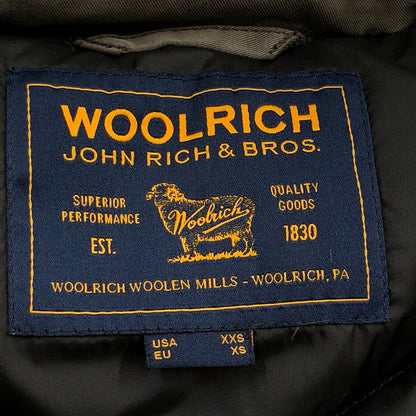 WOOLRICH
JOHN RICH & BROS.
SUPERIOR PERFORMANCE
EST.
Woolrich
QUALITY GOODS
1830
WOOLRICH WOOLEN MILLS - WOOLRICH, PA
USA XXS
EU XS